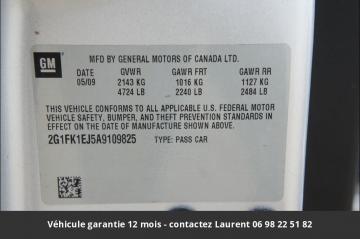 GM
MFD BY GENERAL MOTORS OF CANADA LTD.
DATE GVWR GAWR FRT GAWR RR
05/09 2143 KG 1016 KG 1127 KG
4724 LB 2240 LB 2484 LB
THIS VEHICLE CONFORMS TO ALL APPLICABLE U.S. FEDERAL MOTOR
VEHICLE SAFETY, BUMPER, AND THEFT PREVENTION STANDARDS IN
EFFECT ON THE DATE OF MANUFACTURE SHOWN ABOVE.
2G1FK1EJ5A9109825 TYPE: PASS CAR
Véhicule garantie 12 mois - contactez Laurent 06 98 22 51 82